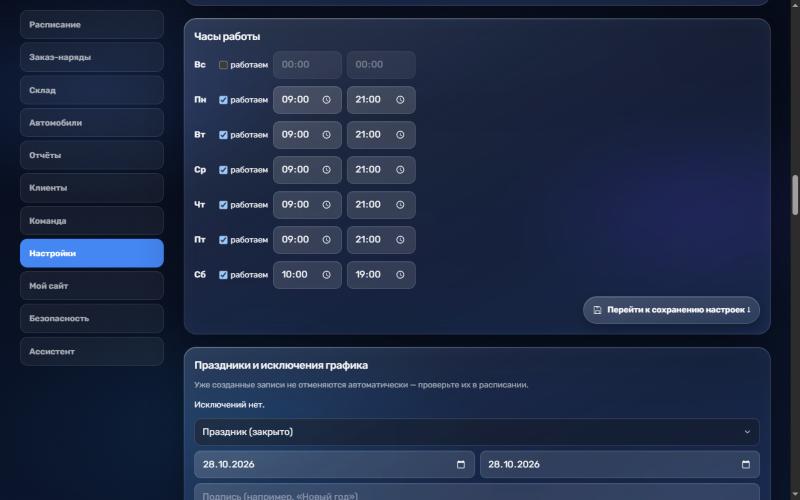 Расписание
Заказ-наряды
Склад
Автомобили
Отчёты
Клиенты
Команда
Настройки
Мой сайт
Безопасность
Ассистент
Часы работы
Вс работаем 00:00 00:00
Пн работаем 09:00 21:00
Вт работаем 09:00 21:00
Ср работаем 09:00 21:00
Чт работаем 09:00 21:00
Пт работаем 09:00 21:00
Сб работаем 10:00 19:00
Перейти к сохранению настроек ↓
Праздники и исключения графика
Уже созданные записи не отменяются автоматически — проверьте их в расписании.
Исключений нет.
Праздник (закрыто)
28.10.2026 28.10.2026
Подпись (например, «Новый год»)